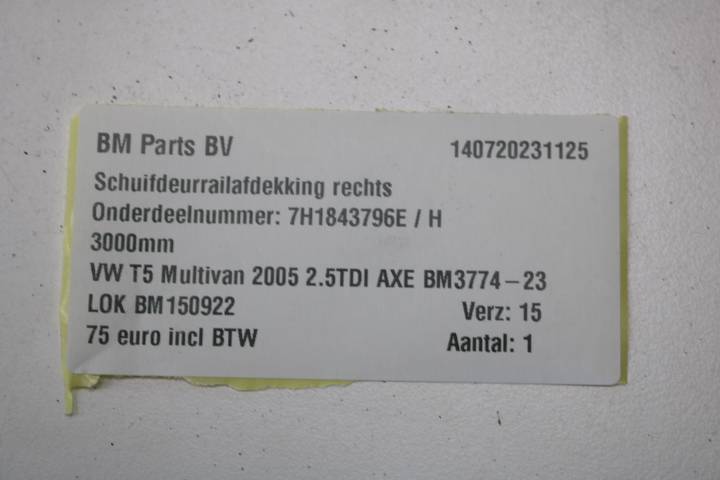 BM Parts BV 140720231125
Schuifdeurrailafdekking rechts
Onderdeelnummer: 7H1843796E / H
3000mm
VW T5 Multivan 2005 2.5TDI AXE BM3774-23
LOK BM150922 Verz: 15
75 euro incl BTW Aantal: 1